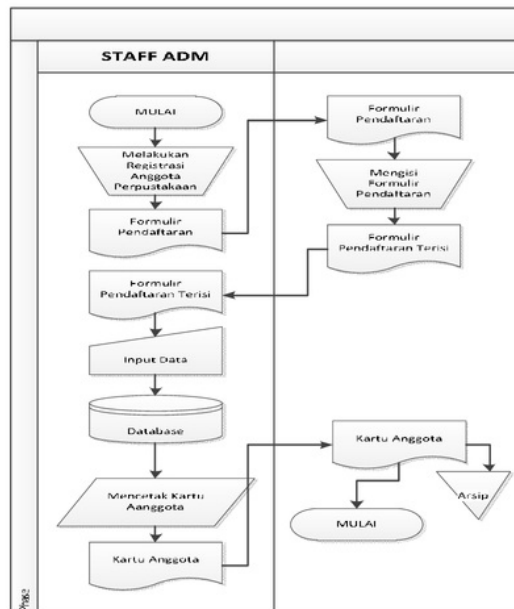 STAFF ADM
MULAI
Melakukan
Registrasi
Anggota
Perpustakaan
Formulir
Pendaftaran
Formulir
Pendaftaran
Mengisi
Formulir
Pendaftaran
Formulir
Pendaftaran Terisi
Formulir
Pendaftaran Terisi
Input Data
Database
Mencetak Kartu
Aanggota
Kartu Anggota
Kartu Anggota
Arsip
MULAI
Phase